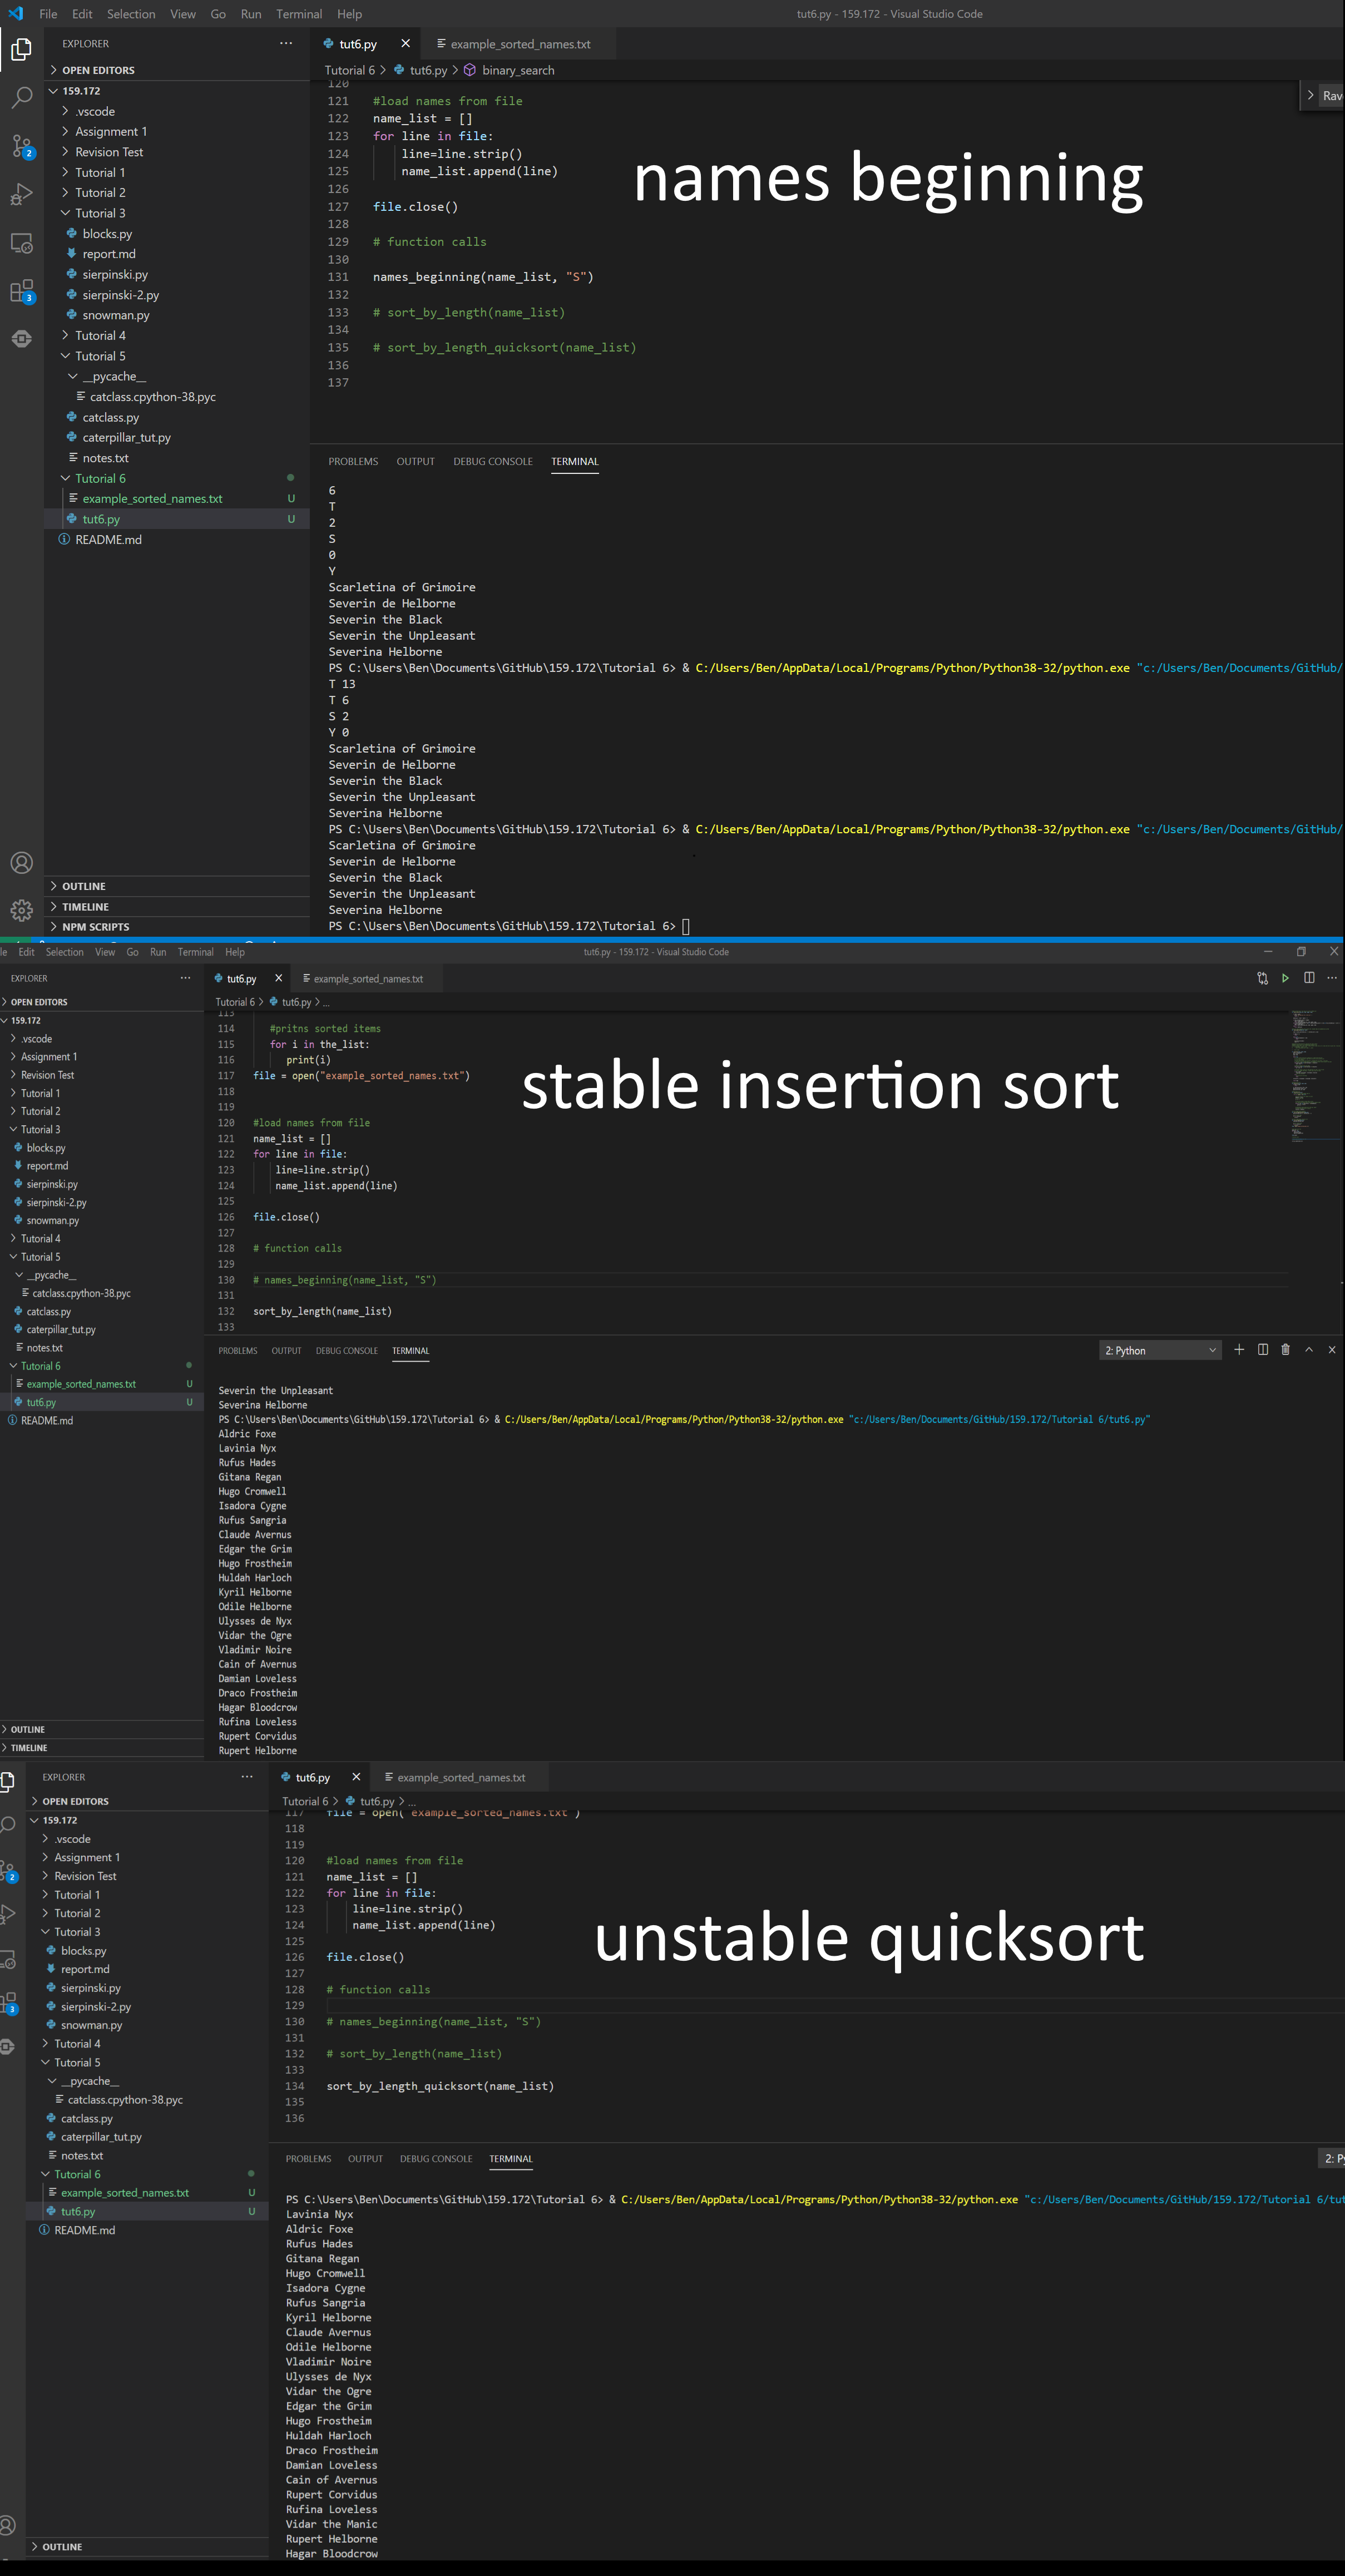 File Edit Selection View Go Run Terminal Help tut6.py - 159.172 - Visual Studio Code
EXPLORER ···
OPEN EDITORS
159.172
.vscode
Assignment 1
Revision Test
Tutorial 1
Tutorial 2
Tutorial 3
blocks.py
report.md
sierpinski.py
sierpinski-2.py
snowman.py
Tutorial 4
Tutorial 5
__pycache__
catclass.cpython-38.pyc
catclass.py
caterpillar_tut.py
notes.txt
Tutorial 6
example_sorted_names.txt U
tut6.py U
README.md
OUTLINE
TIMELINE
NPM SCRIPTS
2
3
tut6.py example_sorted_names.txt
Tutorial 6 > tut6.py > binary_search
120
121 #load names from file
122 name_list = []
123 for line in file:
124 line=line.strip()
125 name_list.append(line)
126
127 file.close()
128
129 # function calls
130
131 names_beginning(name_list, "S")
132
133 # sort_by_length(name_list)
134
135 # sort_by_length_quicksort(name_list)
136
137
Rav
names beginning
PROBLEMS OUTPUT DEBUG CONSOLE TERMINAL
6
T
2
S
0
Y
Scarletina of Grimoire
Severin de Helborne
Severin the Black
Severin the Unpleasant
Severina Helborne
PS C:\Users\Ben\Documents\GitHub\159.172\Tutorial 6> & C:/Users/Ben/AppData/Local/Programs/Python/Python38-32/python.exe "c:/Users/Ben/Documents/GitHub/
T 13
T 6
S 2
Y 0
Scarletina of Grimoire
Severin de Helborne
Severin the Black
Severin the Unpleasant
Severina Helborne
PS C:\Users\Ben\Documents\GitHub\159.172\Tutorial 6> & C:/Users/Ben/AppData/Local/Programs/Python/Python38-32/python.exe "c:/Users/Ben/Documents/GitHub/
Scarletina of Grimoire
Severin de Helborne
Severin the Black
Severin the Unpleasant
Severina Helborne
PS C:\Users\Ben\Documents\GitHub\159.172\Tutorial 6>
le Edit Selection View Go Run Terminal Help tut6.py - 159.172 - Visual Studio Code
EXPLORER ···
OPEN EDITORS
159.172
.vscode
Assignment 1
Revision Test
Tutorial 1
Tutorial 2
Tutorial 3
blocks.py
report.md
sierpinski.py
sierpinski-2.py
snowman.py
Tutorial 4
Tutorial 5
__pycache__
catclass.cpython-38.pyc
catclass.py
caterpillar_tut.py
notes.txt
Tutorial 6
example_sorted_names.txt U
tut6.py U
README.md
OUTLINE
TIMELINE
tut6.py example_sorted_names.txt
Tutorial 6 > tut6.py > ...
113
114 #pritns sorted items
115 for i in the_list:
116 print(i)
117 file = open("example_sorted_names.txt")
118
119
120 #load names from file
121 name_list = []
122 for line in file:
123 line=line.strip()
124 name_list.append(line)
125
126 file.close()
127
128 # function calls
129
130 # names_beginning(name_list, "S")
131
132 sort_by_length(name_list)
133
stable insertion sort
PROBLEMS OUTPUT DEBUG CONSOLE TERMINAL 2: Python
Severin the Unpleasant
Severina Helborne
PS C:\Users\Ben\Documents\GitHub\159.172\Tutorial 6> & C:/Users/Ben/AppData/Local/Programs/Python/Python38-32/python.exe "c:/Users/Ben/Documents/GitHub/159.172/Tutorial 6/tut6.py"
Aldric Foxe
Lavinia Nyx
Rufus Hades
Gitana Regan
Hugo Cromwell
Isadora Cygne
Rufus Sangria
Claude Avernus
Edgar the Grim
Hugo Frostheim
Huldah Harloch
Kyril Helborne
Odile Helborne
Ulysses de Nyx
Vidar the Ogre
Vladimir Noire
Cain of Avernus
Damian Loveless
Draco Frostheim
Hagar Bloodcrow
Rufina Loveless
Rupert Corvidus
Rupert Helborne
EXPLORER ···
OPEN EDITORS
159.172
.vscode
Assignment 1
Revision Test
Tutorial 1
Tutorial 2
Tutorial 3
blocks.py
report.md
sierpinski.py
sierpinski-2.py
snowman.py
Tutorial 4
Tutorial 5
__pycache__
catclass.cpython-38.pyc
catclass.py
caterpillar_tut.py
notes.txt
Tutorial 6
example_sorted_names.txt U
tut6.py U
README.md
OUTLINE
2
3
tut6.py example_sorted_names.txt
Tutorial 6 > tut6.py > ...
117 file = open("example_sorted_names.txt")
118
119
120 #load names from file
121 name_list = []
122 for line in file:
123 line=line.strip()
124 name_list.append(line)
125
126 file.close()
127
128 # function calls
129
130 # names_beginning(name_list, "S")
131
132 # sort_by_length(name_list)
133
134 sort_by_length_quicksort(name_list)
135
136
unstable quicksort
PROBLEMS OUTPUT DEBUG CONSOLE TERMINAL 2: Py
PS C:\Users\Ben\Documents\GitHub\159.172\Tutorial 6> & C:/Users/Ben/AppData/Local/Programs/Python/Python38-32/python.exe "c:/Users/Ben/Documents/GitHub/159.172/Tutorial 6/tut
Lavinia Nyx
Aldric Foxe
Rufus Hades
Gitana Regan
Hugo Cromwell
Isadora Cygne
Rufus Sangria
Kyril Helborne
Claude Avernus
Odile Helborne
Vladimir Noire
Ulysses de Nyx
Vidar the Ogre
Edgar the Grim
Hugo Frostheim
Huldah Harloch
Draco Frostheim
Damian Loveless
Cain of Avernus
Rupert Corvidus
Rufina Loveless
Vidar the Manic
Rupert Helborne
Hagar Bloodcrow